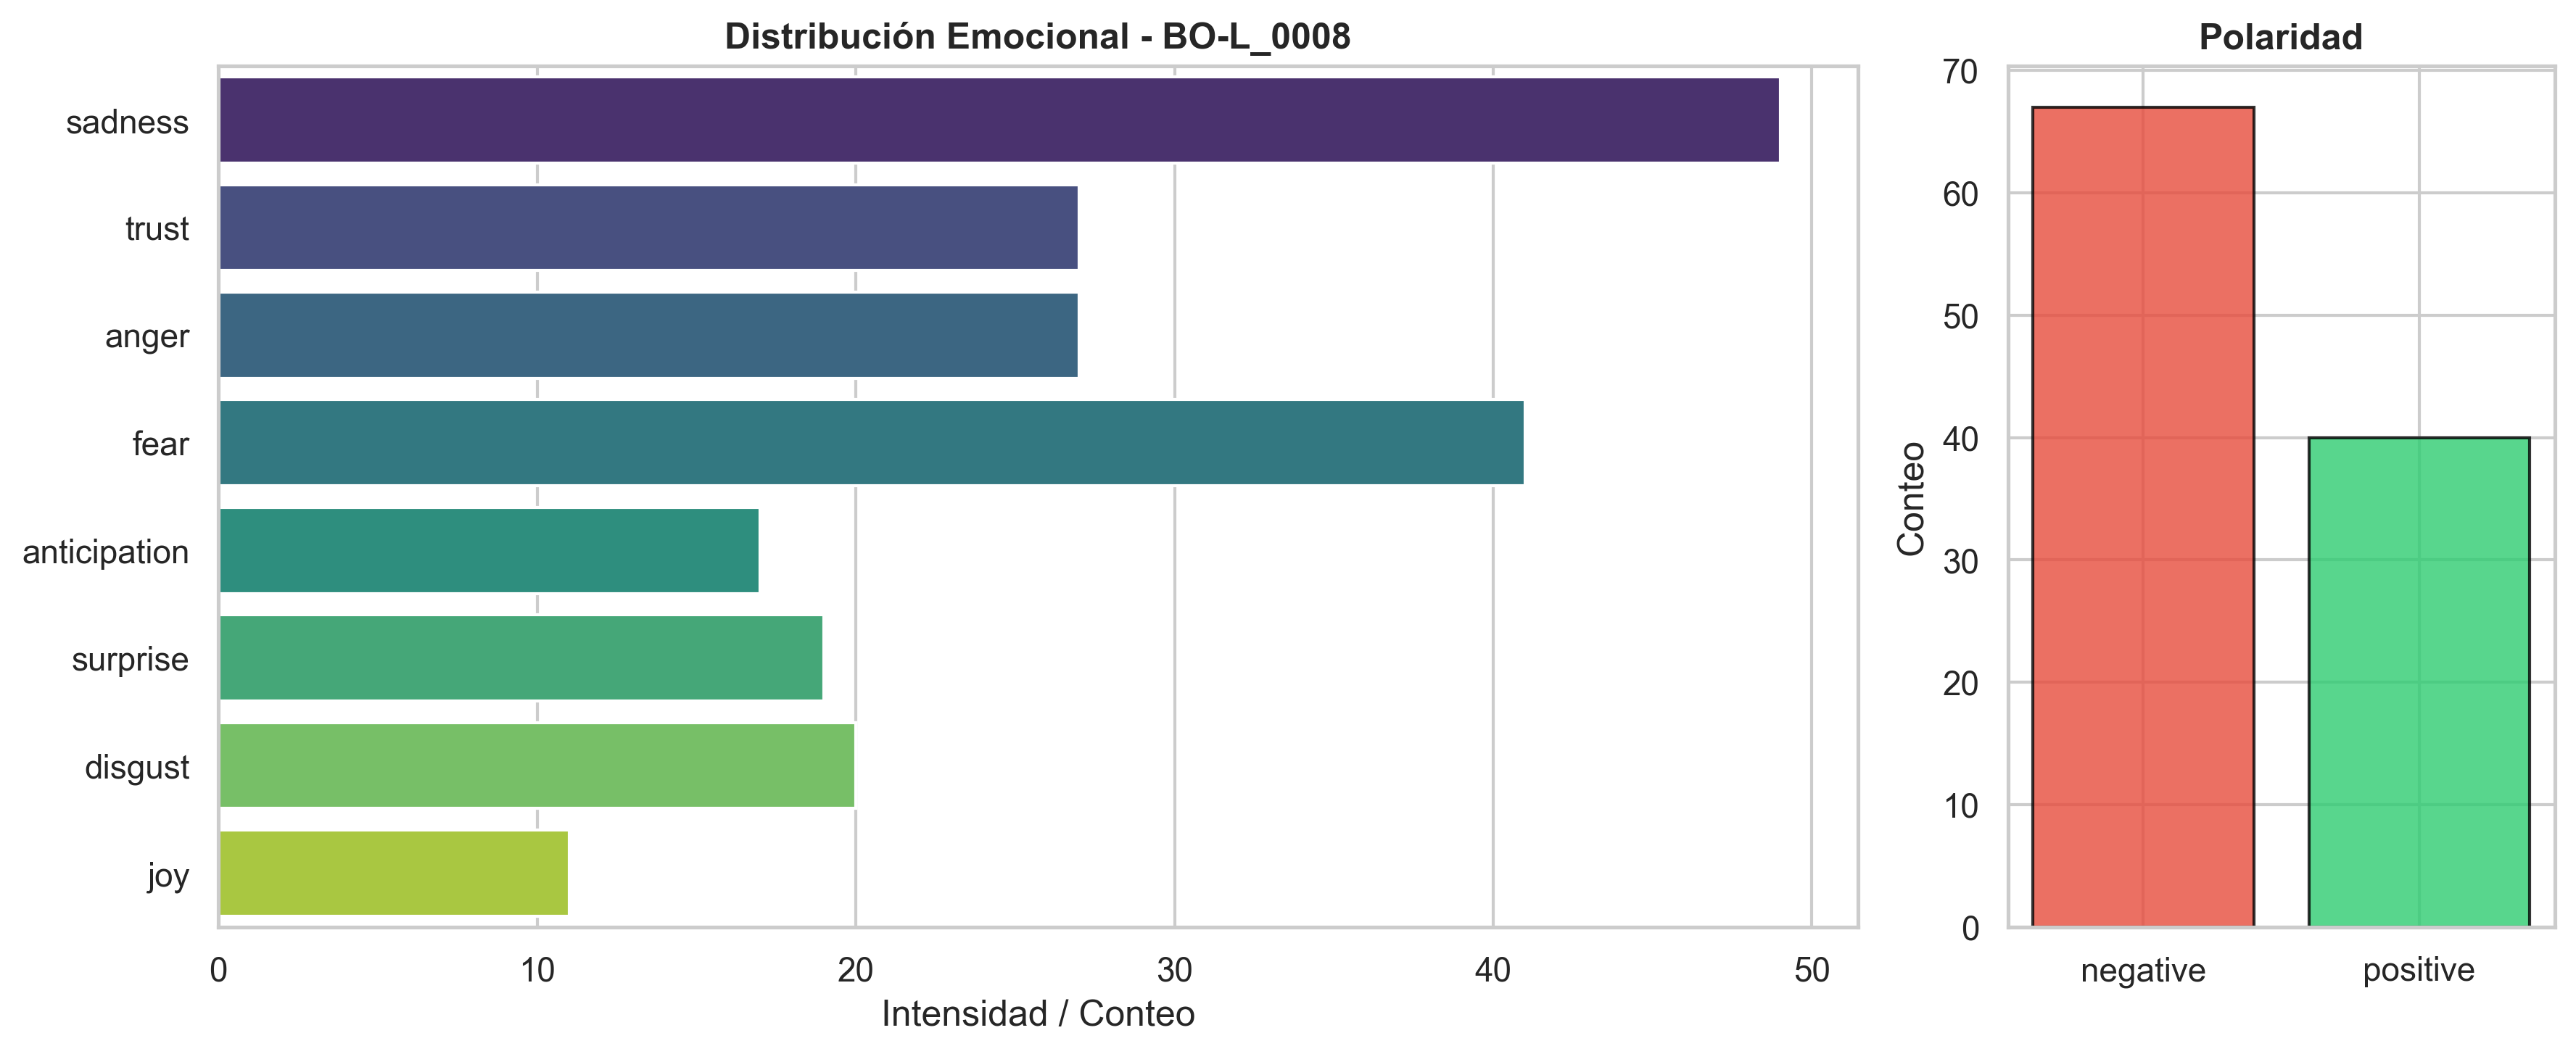 Distribución Emocional - BO-L_0008
sadness
trust
anger
fear
anticipation
surprise
disgust
joy
0 10 20 30 40 50
Intensidad / Conteo
Polaridad
70
60
50
40
30
20
10
0
Conteo
negative positive